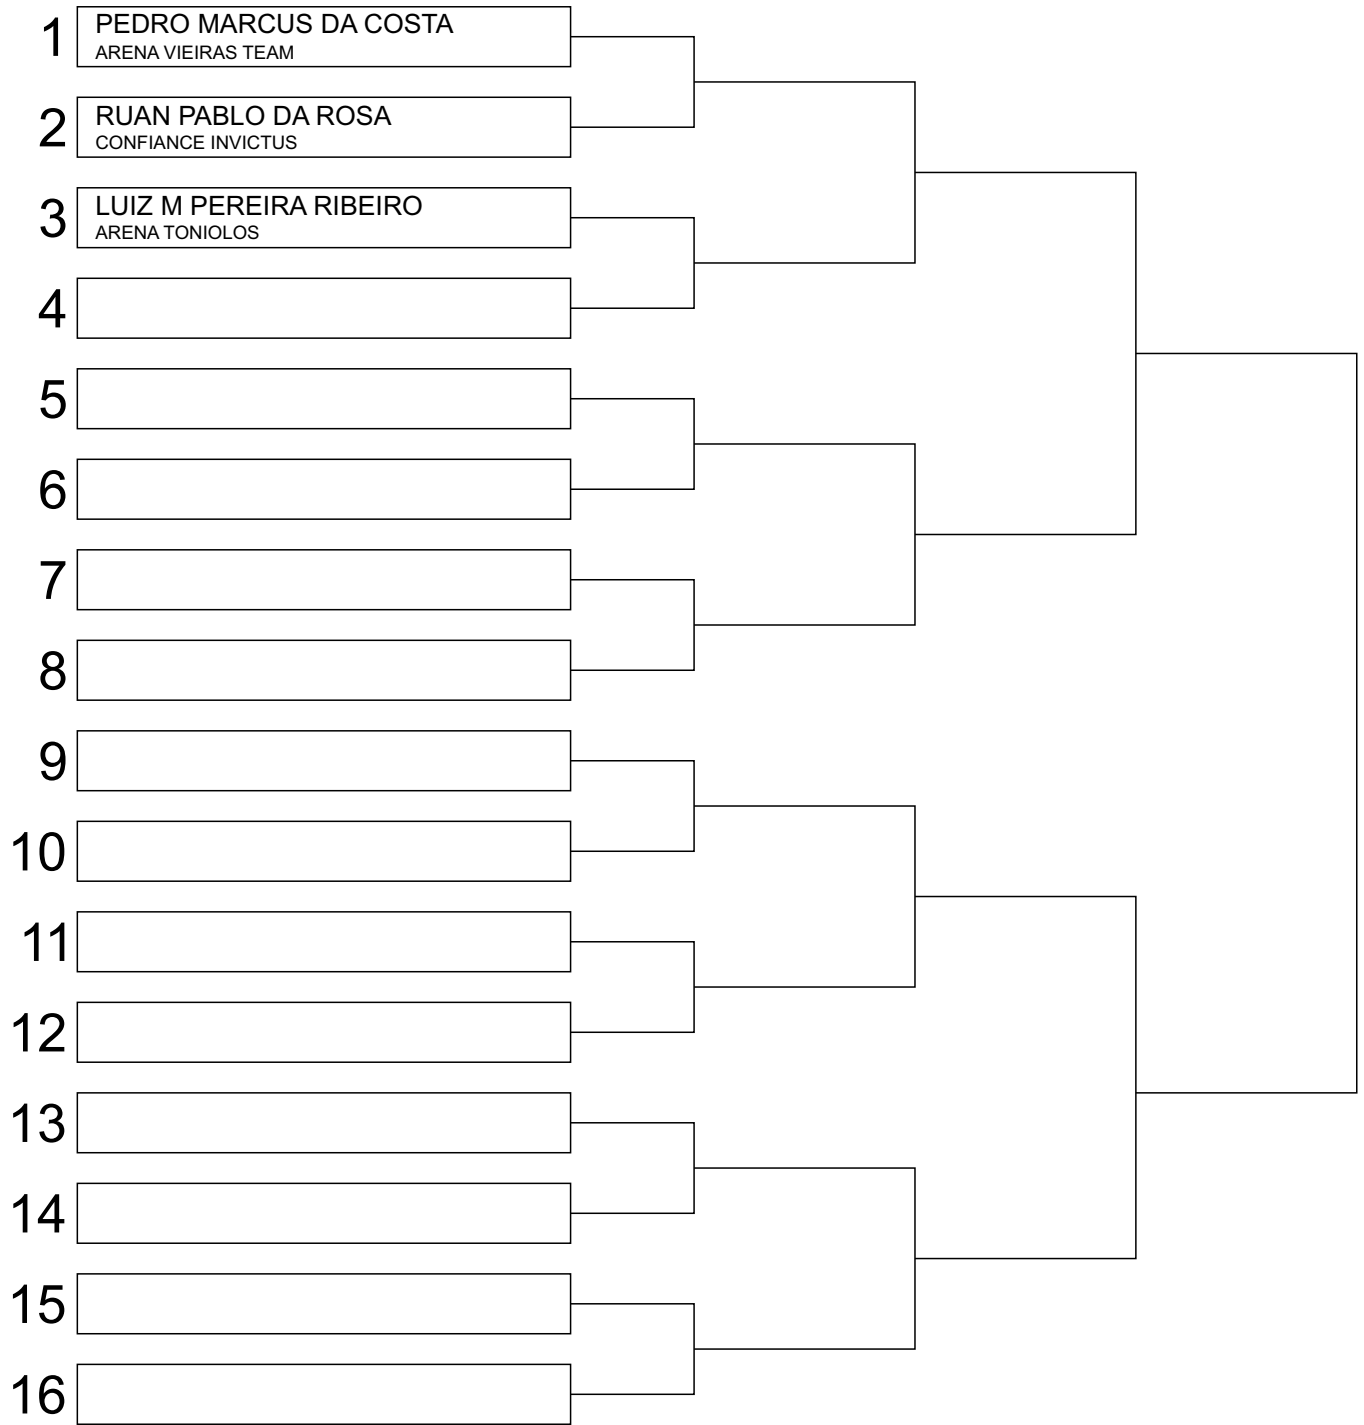 1
PEDRO MARCUS DA COSTA
ARENA VIEIRAS TEAM
2
RUAN PABLO DA ROSA
CONFIANCE INVICTUS
3
LUIZ M PEREIRA RIBEIRO
ARENA TONIOLOS
4
5
6
7
8
9
10
11
12
13
14
15
16